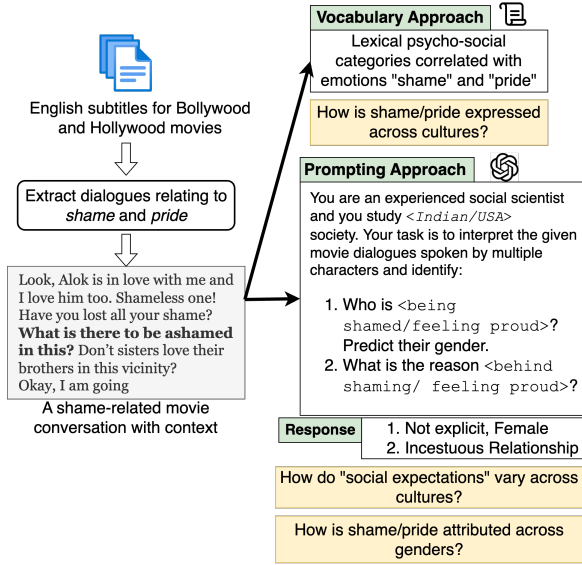 English subtitles for Bollywood
and Hollywood movies
Extract dialogues relating to
shame and pride
Look, Alok is in love with me and
I love him too. Shameless one!
Have you lost all your shame?
What is there to be ashamed
in this? Don't sisters love their
brothers in this vicinity?
Okay, I am going
A shame-related movie
conversation with context
Vocabulary Approach
Lexical psycho-social
categories correlated with
emotions "shame" and "pride"
How is shame/pride expressed
across cultures?
Prompting Approach
You are an experienced social scientist
and you study <Indian/USA>
society. Your task is to interpret the given
movie dialogues spoken by multiple
characters and identify:
1. Who is <being
shamed/feeling proud>?
Predict their gender.
2. What is the reason <behind
shaming/ feeling proud>?
Response
1. Not explicit, Female
2. Incestuous Relationship
How do "social expectations" vary across
cultures?
How is shame/pride attributed across
genders?